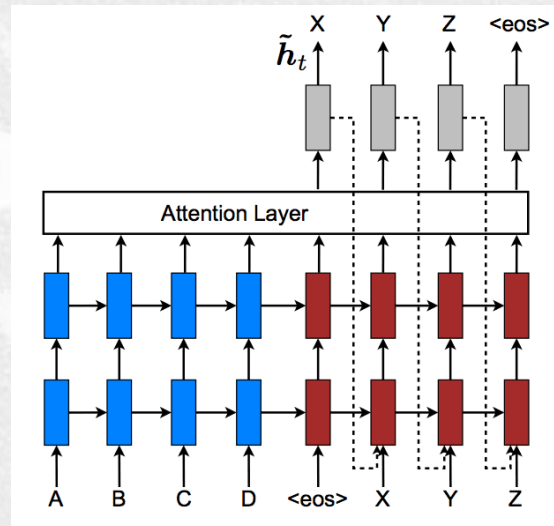 X Y Z <eos>
h̃ₜ
Attention Layer
A B C D <eos> X Y Z